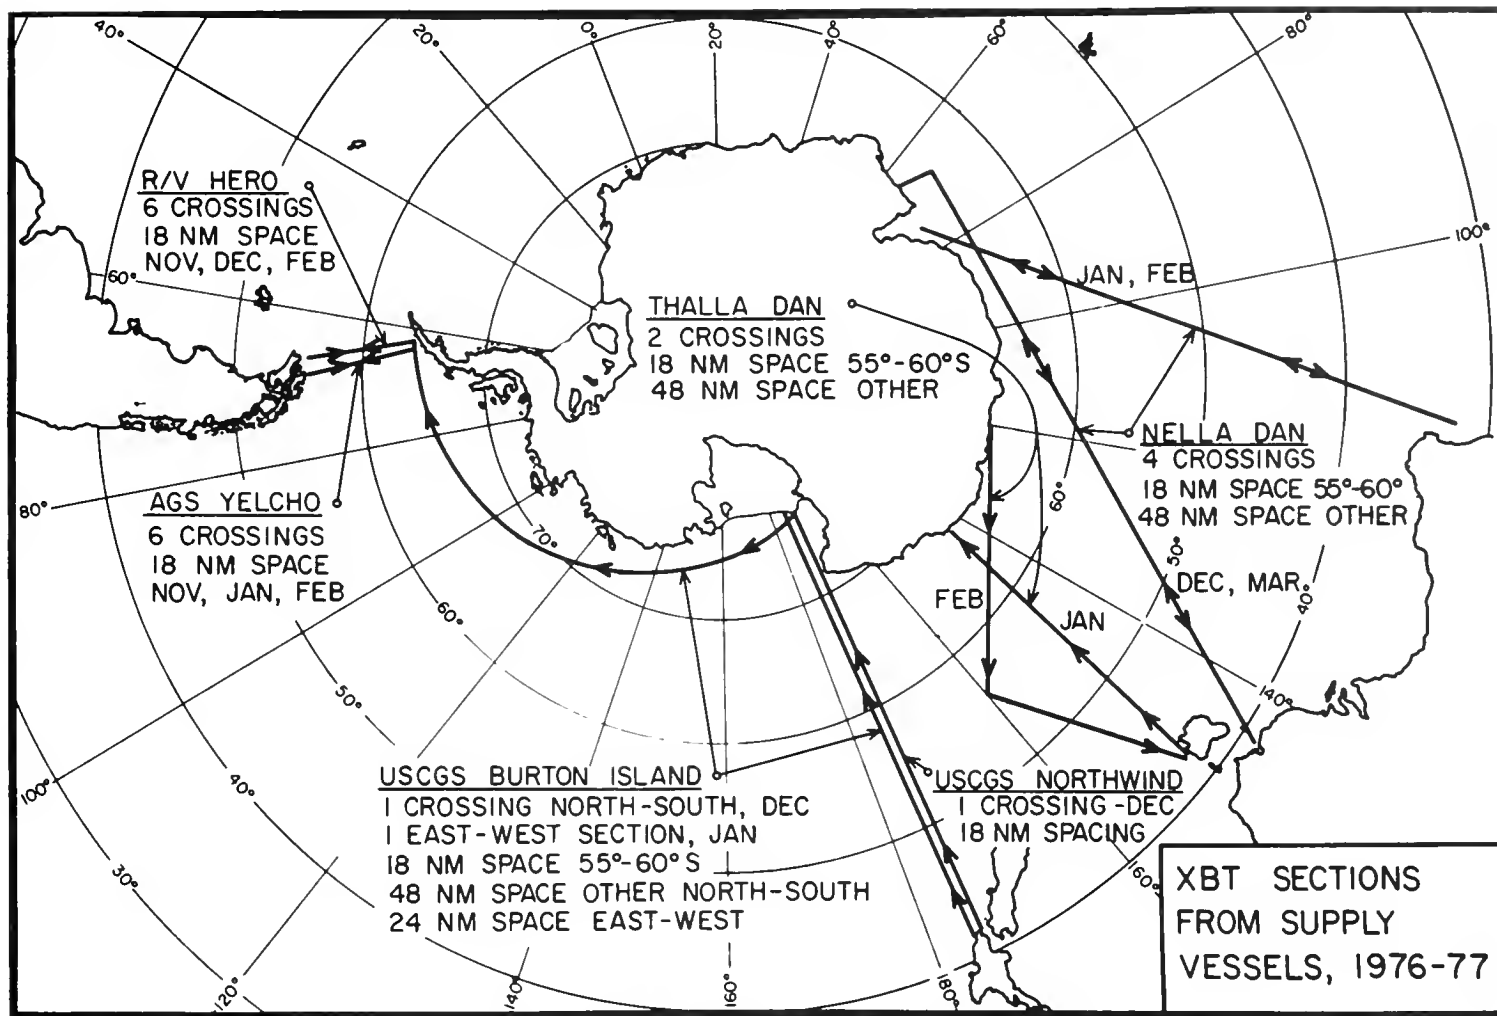 40°
20°
0°
20°
40°
60°
80°
100°
R/V HERO
6 CROSSINGS
18 NM SPACE
NOV, DEC, FEB
60°
THALLA DAN
2 CROSSINGS
18 NM SPACE 55°-60°S
48 NM SPACE OTHER
JAN, FEB
NELLA DAN
4 CROSSINGS
18 NM SPACE 55°-60°
48 NM SPACE OTHER
80°
AGS YELCHO
6 CROSSINGS
18 NM SPACE
NOV, JAN, FEB
70°
60°
50°
DEC, MAR.
40°
FEB
JAN
60°
50°
140°
USCGS BURTON ISLAND
1 CROSSING NORTH-SOUTH, DEC
1 EAST-WEST SECTION, JAN
18 NM SPACE 55°-60°S
48 NM SPACE OTHER NORTH-SOUTH
24 NM SPACE EAST-WEST
USCGS NORTHWIND
1 CROSSING-DEC
18 NM SPACING
100°
40°
30°
120°
140°
160°
180°
160°
XBT SECTIONS
FROM SUPPLY
VESSELS, 1976-77